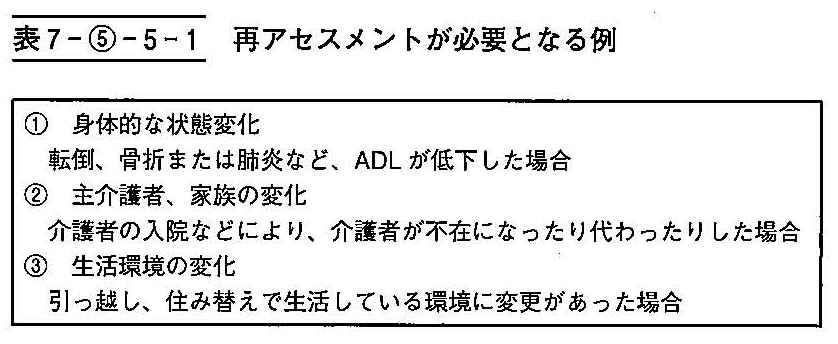 表7-⑤-5-1 再アセスメントが必要となる例
① 身体的な状態変化
転倒、骨折または肺炎など、ADLが低下した場合
② 主介護者、家族の変化
介護者の入院などにより、介護者が不在になったり代わったりした場合
③ 生活環境の変化
引っ越し、住み替えで生活している環境に変更があった場合